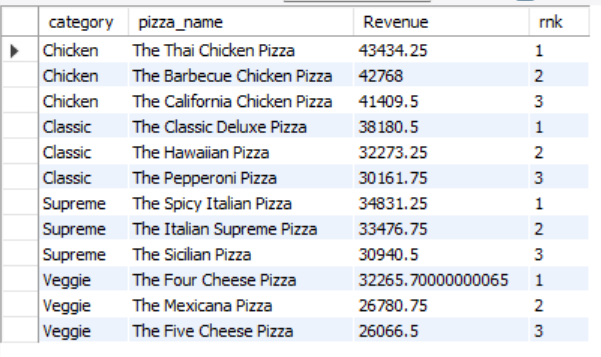 category pizza_name Revenue rnk
Chicken The Thai Chicken Pizza 43434.25 1
Chicken The Barbecue Chicken Pizza 42768 2
Chicken The California Chicken Pizza 41409.5 3
Classic The Classic Deluxe Pizza 38180.5 1
Classic The Hawaiian Pizza 32273.25 2
Classic The Pepperoni Pizza 30161.75 3
Supreme The Spicy Italian Pizza 34831.25 1
Supreme The Italian Supreme Pizza 33476.75 2
Supreme The Sicilian Pizza 30940.5 3
Veggie The Four Cheese Pizza 32265.70000000065 1
Veggie The Mexicana Pizza 26780.75 2
Veggie The Five Cheese Pizza 26066.5 3